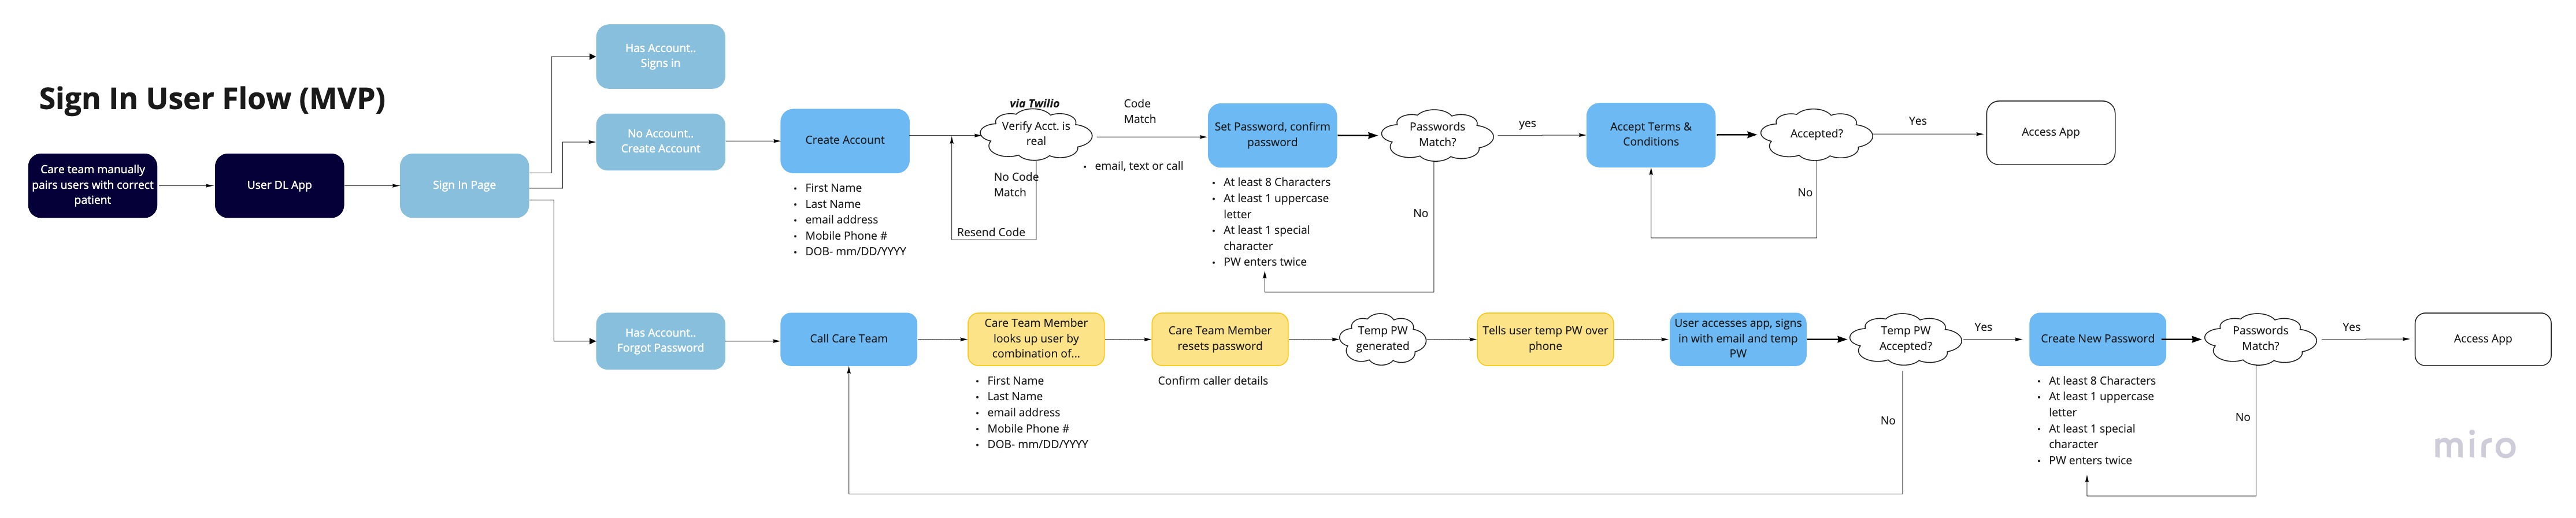 Sign In User Flow (MVP)
Care team manually
pairs users with correct
patient
User DL App
Sign In Page
Has Account..
Signs in
No Account..
Create Account
Create Account
• First Name
• Last Name
• email address
• Mobile Phone #
• DOB- mm/DD/YYYY
via Twilio
Verify Acct. is
real
No Code
Match
Resend Code
Code
Match
• email, text or call
Set Password, confirm
password
• At least 8 Characters
• At least 1 uppercase
letter
• At least 1 special
character
• PW enters twice
Passwords
Match?
No
yes
Accept Terms &
Conditions
Accepted?
No
Yes
Access App
Has Account..
Forgot Password
Call Care Team
Care Team Member
looks up user by
combination of...
• First Name
• Last Name
• email address
• Mobile Phone #
• DOB- mm/DD/YYYY
Care Team Member
resets password
Confirm caller details
Temp PW
generated
Tells user temp PW over
phone
User accesses app, signs
in with email and temp
PW
Temp PW
Accepted?
No
Yes
Create New Password
• At least 8 Characters
• At least 1 uppercase
letter
• At least 1 special
character
• PW enters twice
Passwords
Match?
No
Yes
Access App
miro